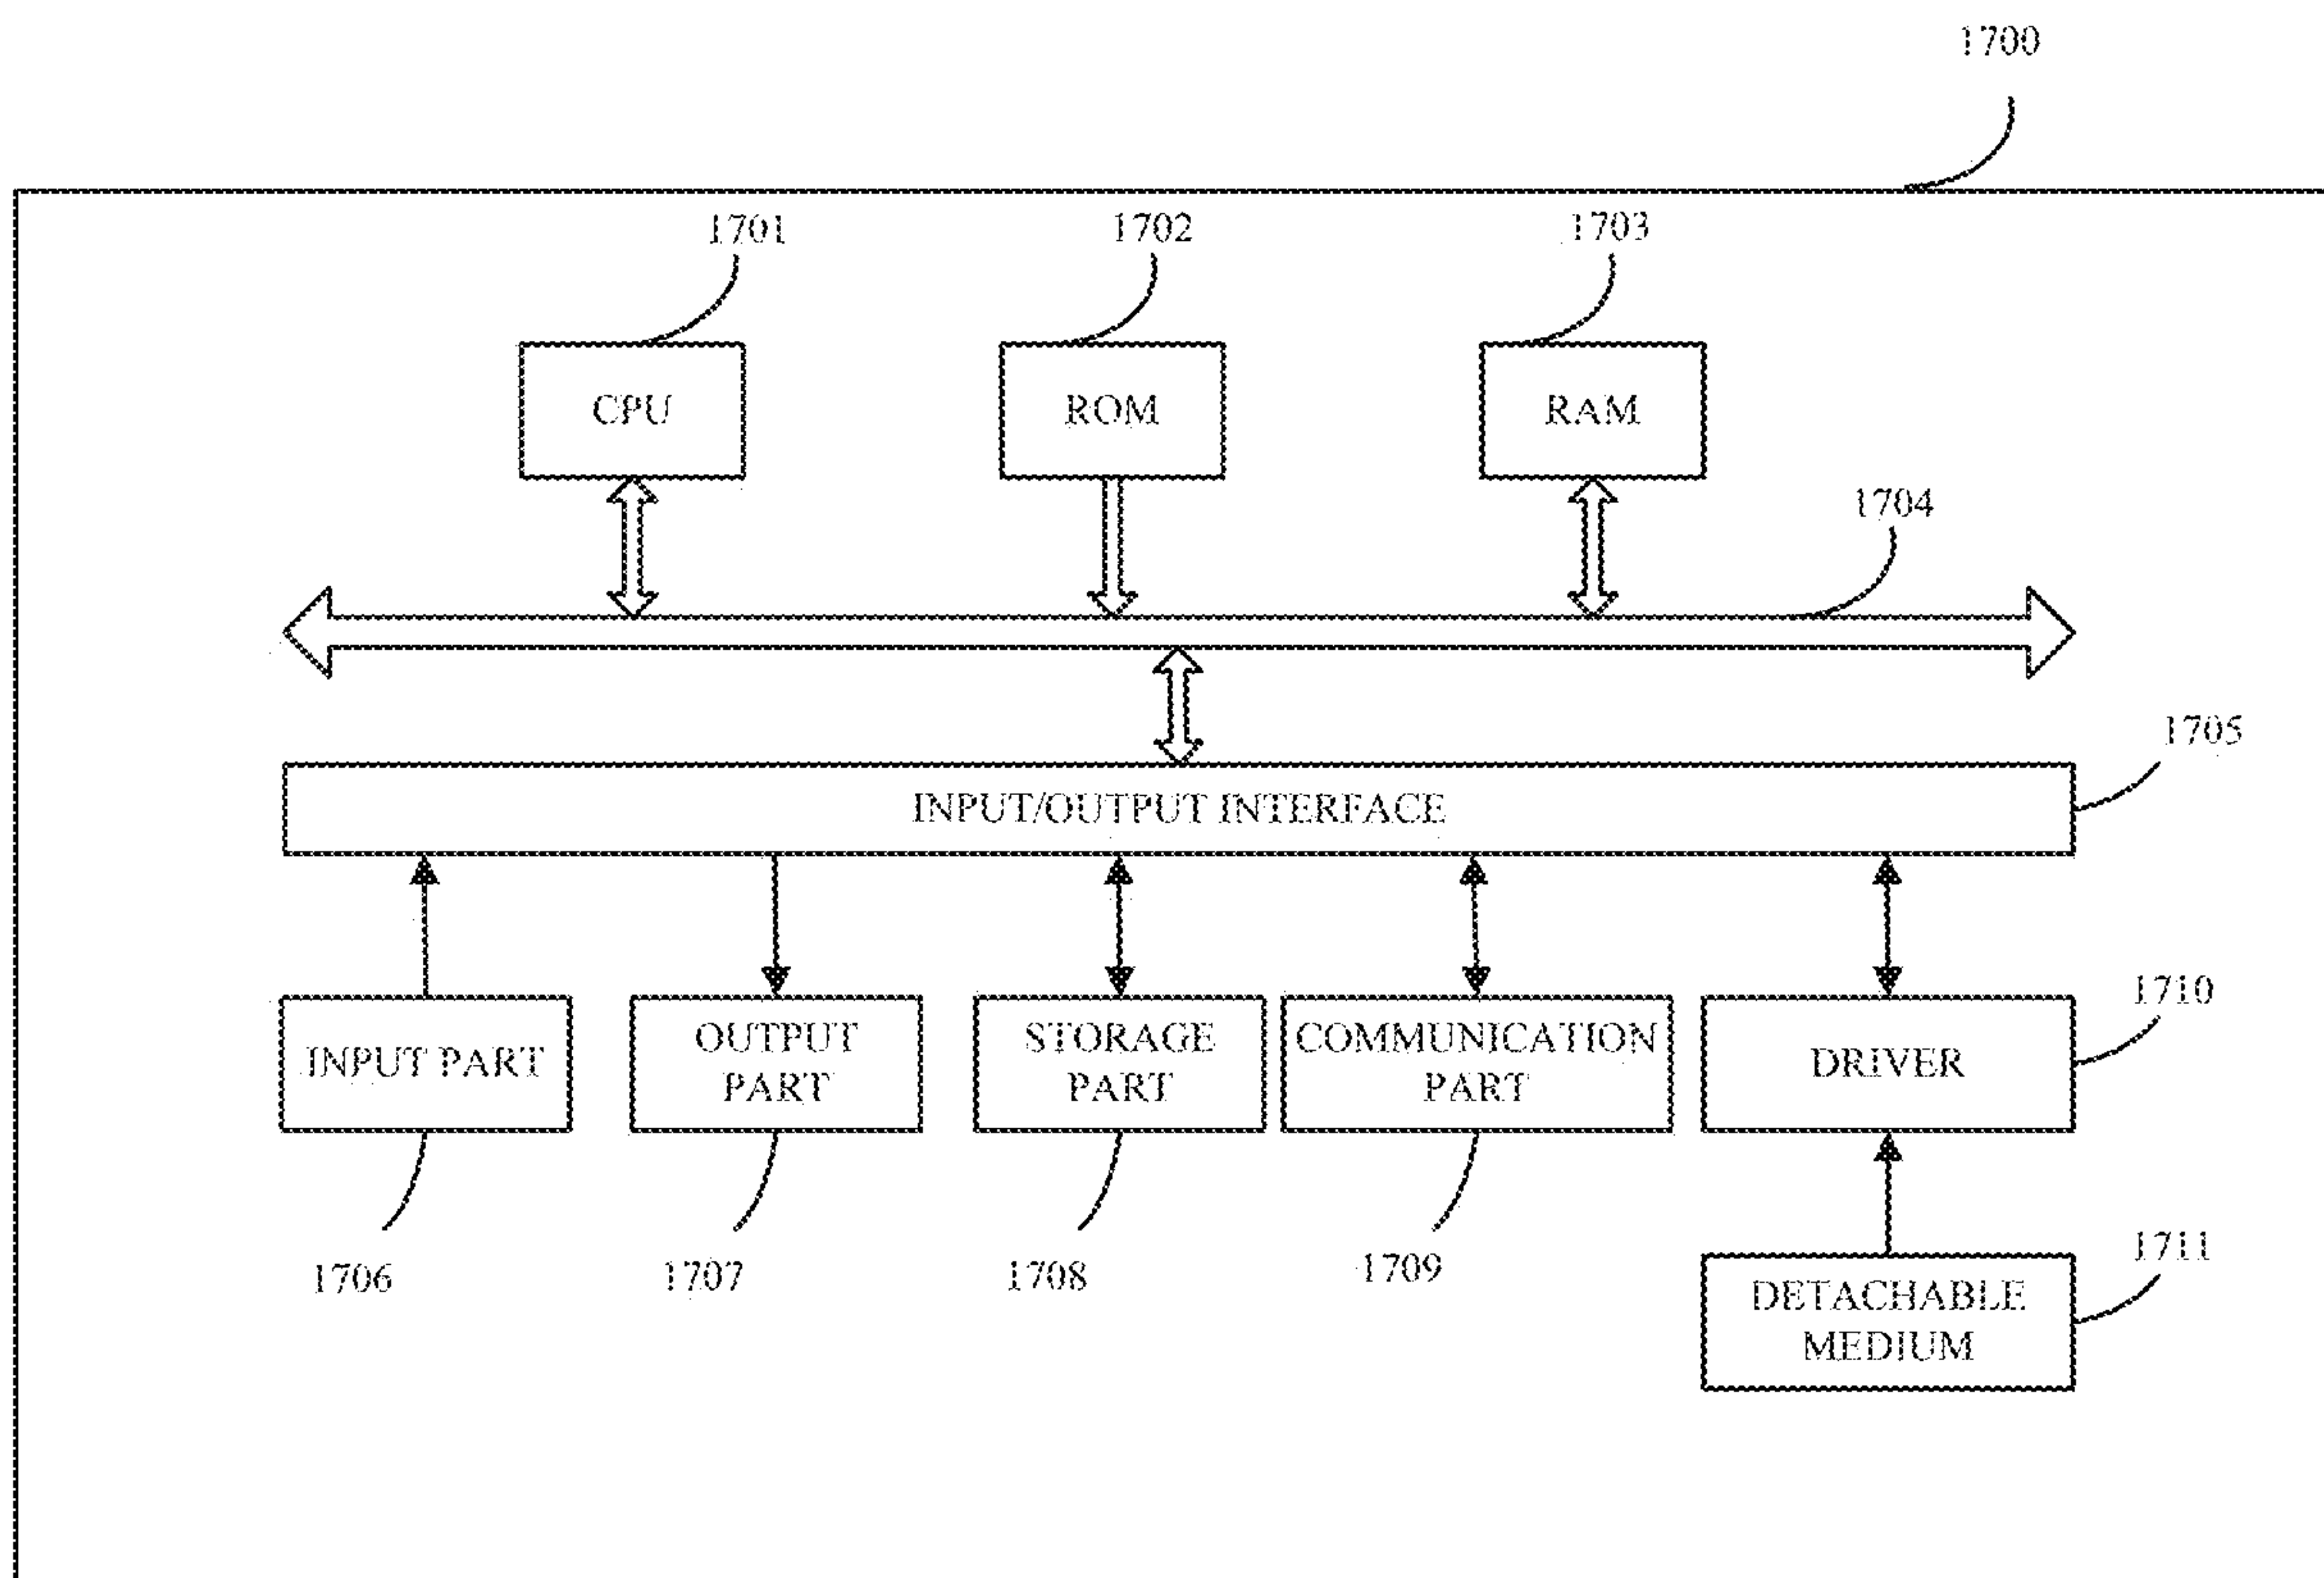 1700
1701
1702
1703
CPU
ROM
RAM
1704
1705
INPUT/OUTPUT INTERFACE
INPUT PART
OUTPUT
PART
STORAGE
PART
COMMUNICATION
PART
DRIVER
1710
1706
1707
1708
1709
1711
DETACHABLE
MEDIUM